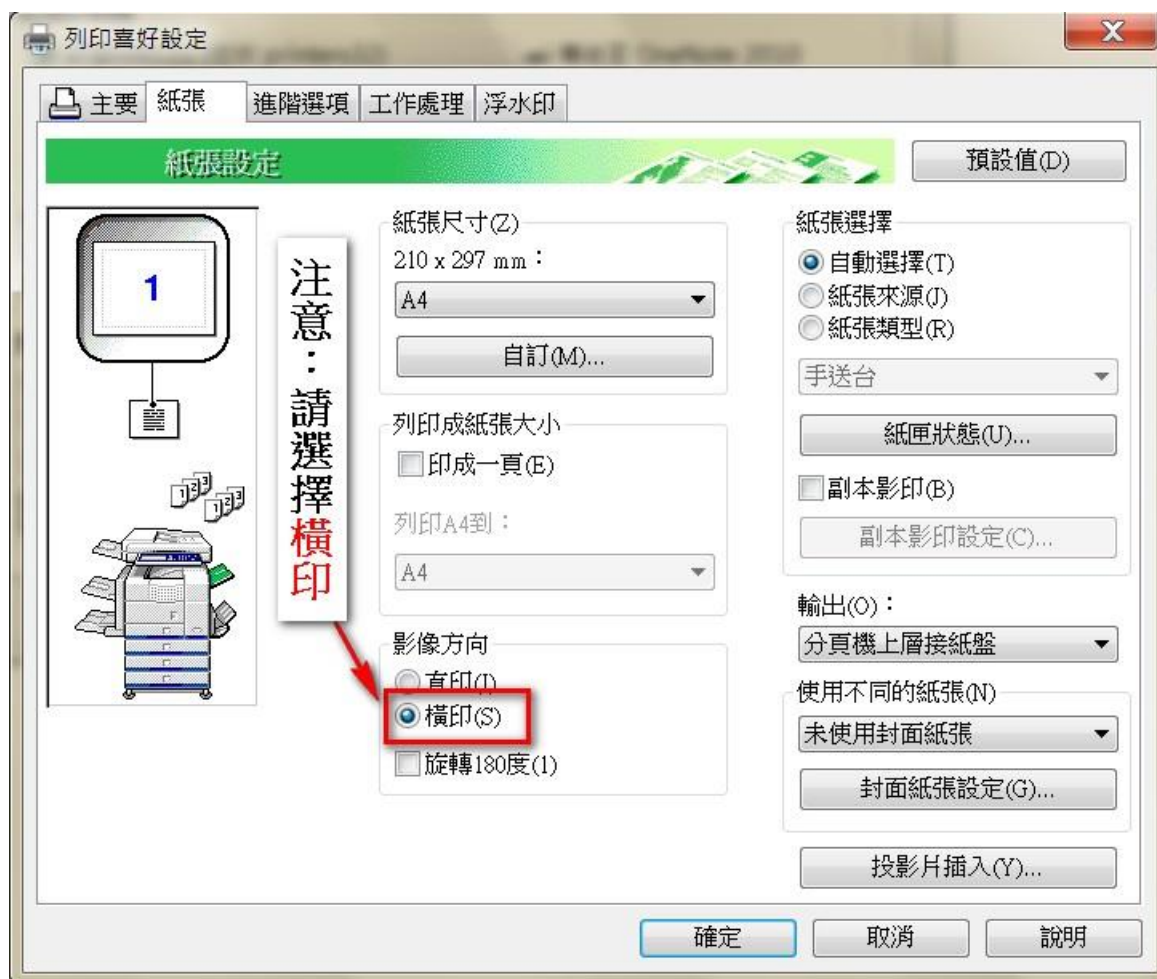 列印喜好設定
主要
紙張
進階選項
工作處理
浮水印
紙張設定
預設值(D)
1
注意：請選擇橫印
紙張尺寸(Z)
210 x 297 mm：
A4
自訂(M)...
列印成紙張大小
印成一頁(E)
列印A4到：
A4
影像方向
直印(I)
橫印(S)
旋轉180度(1)
紙張選擇
自動選擇(T)
紙張來源(J)
紙張類型(R)
手送台
紙匣狀態(U)...
副本影印(B)
副本影印設定(C)...
輸出(O)：
分頁機上層接紙盤
使用不同的紙張(N)
未使用封面紙張
封面紙張設定(G)...
投影片插入(Y)...
確定
取消
說明